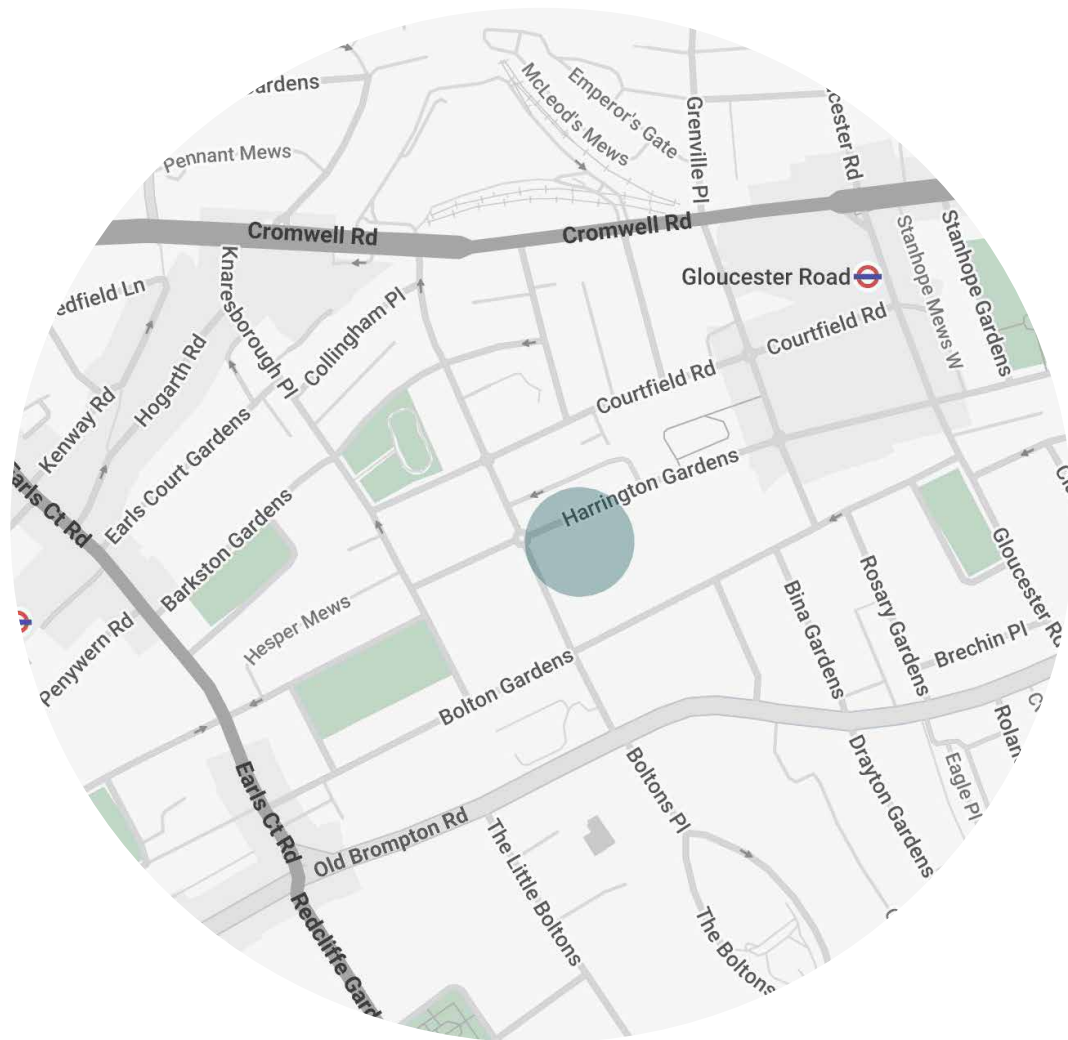 ardens
McLeod's Mews
Emperor's Gate
Grenville Pl
cester Rd
Pennant Mews
Cromwell Rd
Cromwell Rd
Stanhope Mews W
Stanhope Gardens
Gloucester Road
edfield Ln
Knaresborough Pl
Collingham Pl
Courtfield Rd
Hogarth Rd
Courtfield Rd
Kenway Rd
Earls Court Gardens
Harrington Gardens
Earls Ct Rd
Barkston Gardens
Gloucester Rd
Bina Gardens
Rosary Gardens
Hesper Mews
Penywern Rd
Brechin Pl
Bolton Gardens
Earls Ct Rd
Boltons Pl
Drayton Gardens
Eagle Pl
Rolan
Old Brompton Rd
The Little Boltons
Redcliffe Gard
The Boltons